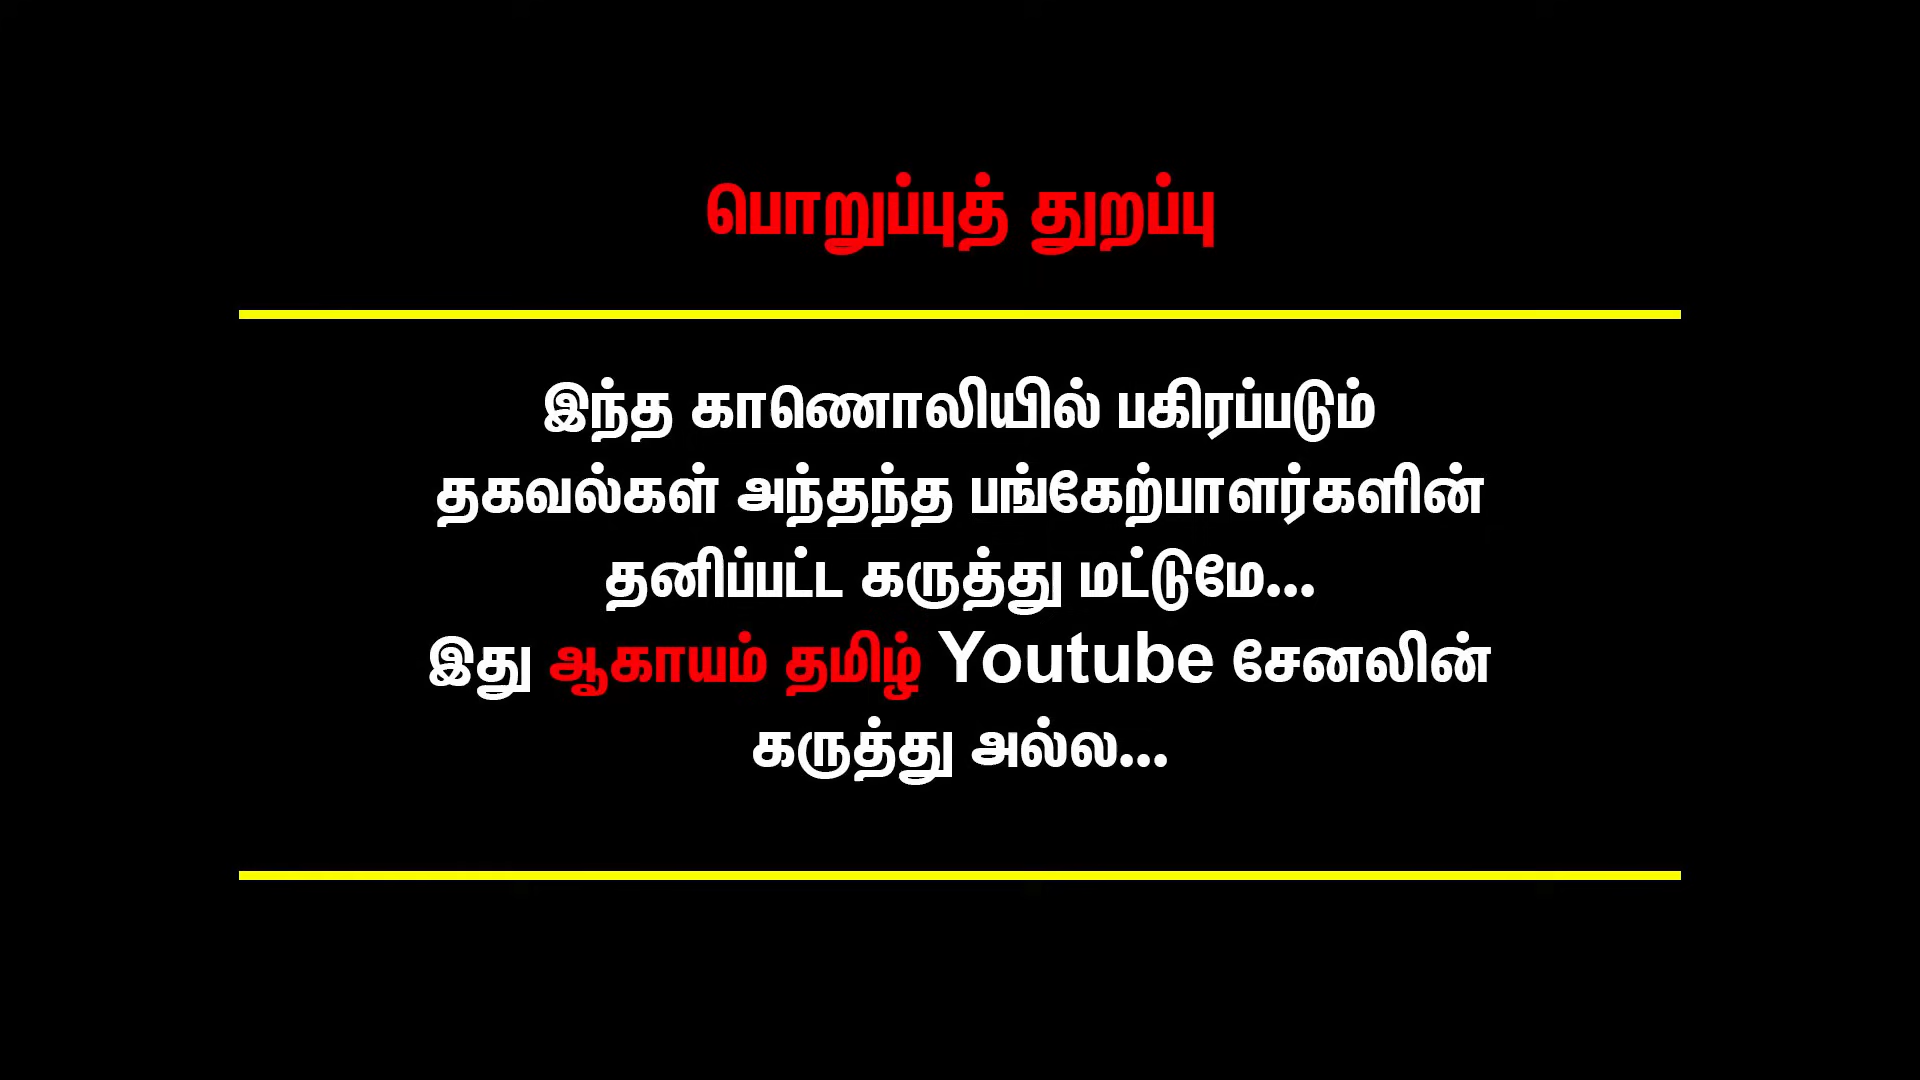 பொறுப்புத் துறப்பு
இந்த காணொலியில் பகிரப்படும்
தகவல்கள் அந்தந்த பங்கேற்பாளர்களின்
தனிப்பட்ட கருத்து மட்டுமே...
இது ஆகாயம் தமிழ் Youtube சேனலின்
கருத்து அல்ல...